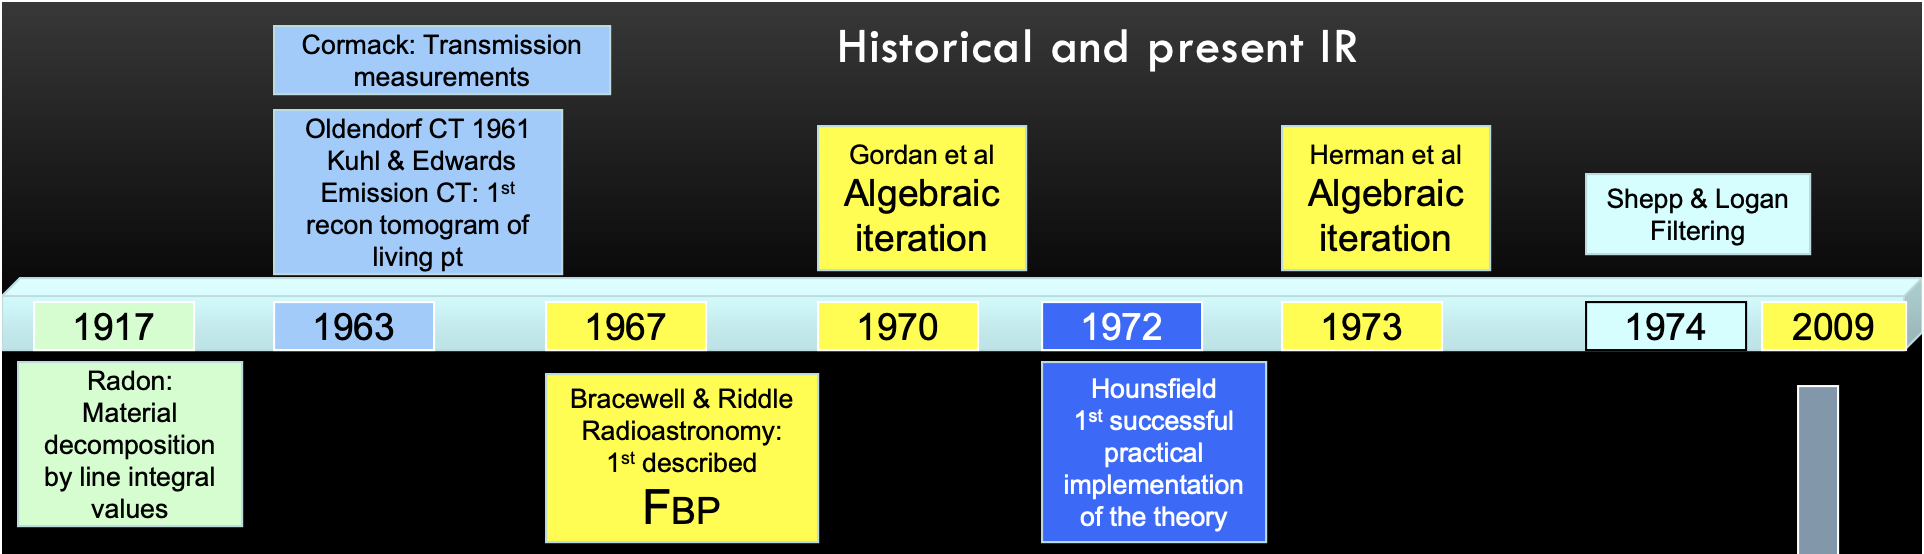 Historical and present IR
Cormack: Transmission
measurements
Oldendorf CT 1961
Kuhl & Edwards
Emission CT: 1st
recon tomogram of
living pt
Gordan et al
Algebraic
iteration
Herman et al
Algebraic
iteration
Shepp & Logan
Filtering
1917
1963
1967
1970
1972
1973
1974
2009
Radon:
Material
decomposition
by line integral
values
Bracewell & Riddle
Radioastronomy:
1st described
FBP
Hounsfield
1st successful
practical
implementation
of the theory